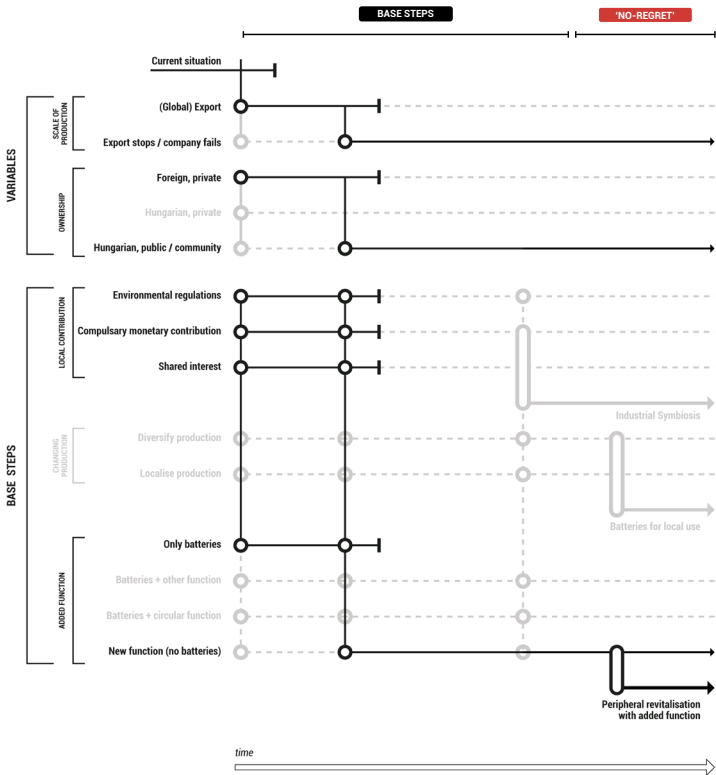 BASE STEPS
'NO-REGRET'
Current situation
VARIABLES
SCALE OF
PRODUCTION
(Global) Export
Export stops / company fails
OWNERSHIP
Foreign, private
Hungarian, private
Hungarian, public / community
BASE STEPS
LOCAL CONTRIBUTION
Environmental regulations
Compulsary monetary contribution
Shared interest
Industrial Symbiosis
CHANGING
PRODUCTION
Diversify production
Localise production
Batteries for local use
ADDED FUNCTION
Only batteries
Batteries + other function
Batteries + circular function
New function (no batteries)
Peripheral revitalisation
with added function
time